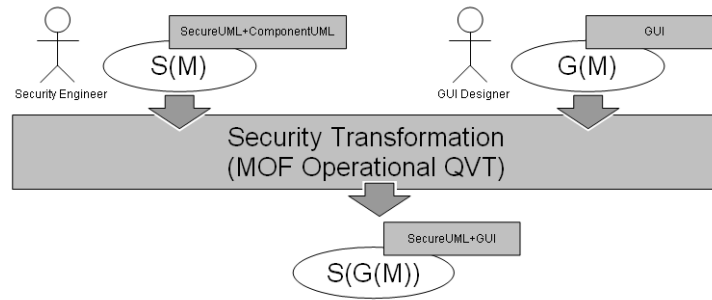 SecureUML+ComponentUML
S(M)
Security Engineer
GUI
G(M)
GUI Designer
Security Transformation
(MOF Operational QVT)
SecureUML+GUI
S(G(M))